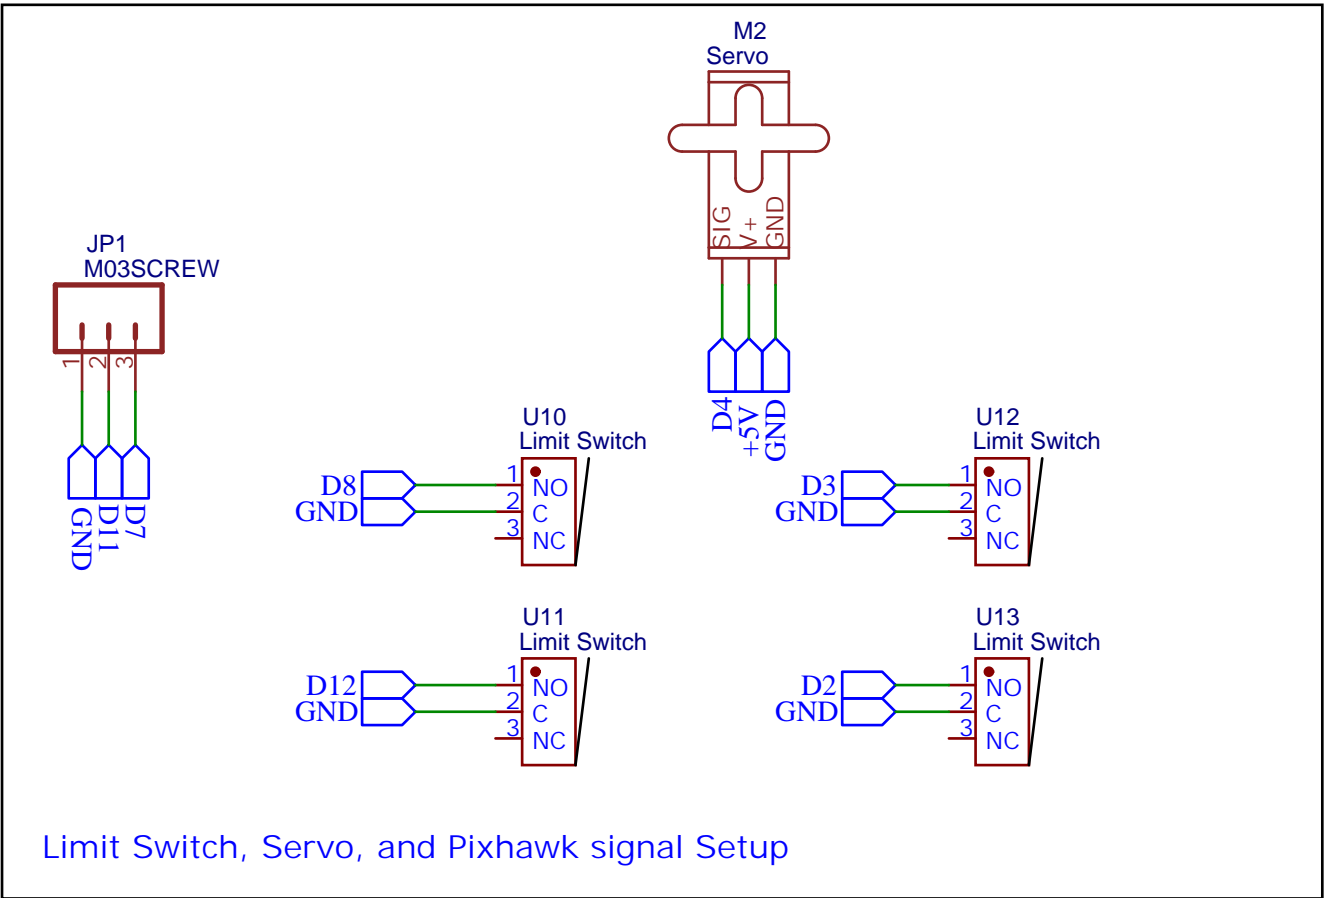 M2
Servo
SIG
V+
GND
D4
+5V
GND
JP1
M03SCREW
1
2
3
GND
D11
D7
U10
Limit Switch
D8
GND
1
2
3
NO
C
NC
U12
Limit Switch
D3
GND
1
2
3
NO
C
NC
U11
Limit Switch
D12
GND
1
2
3
NO
C
NC
U13
Limit Switch
D2
GND
1
2
3
NO
C
NC
Limit Switch, Servo, and Pixhawk signal Setup